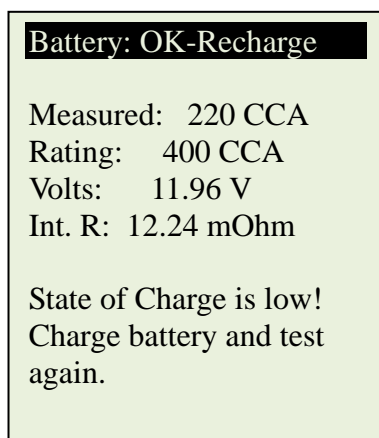 Battery: OK-Recharge
Measured: 220 CCA
Rating: 400 CCA
Volts: 11.96 V
Int. R: 12.24 mOhm
State of Charge is low!
Charge battery and test
again.